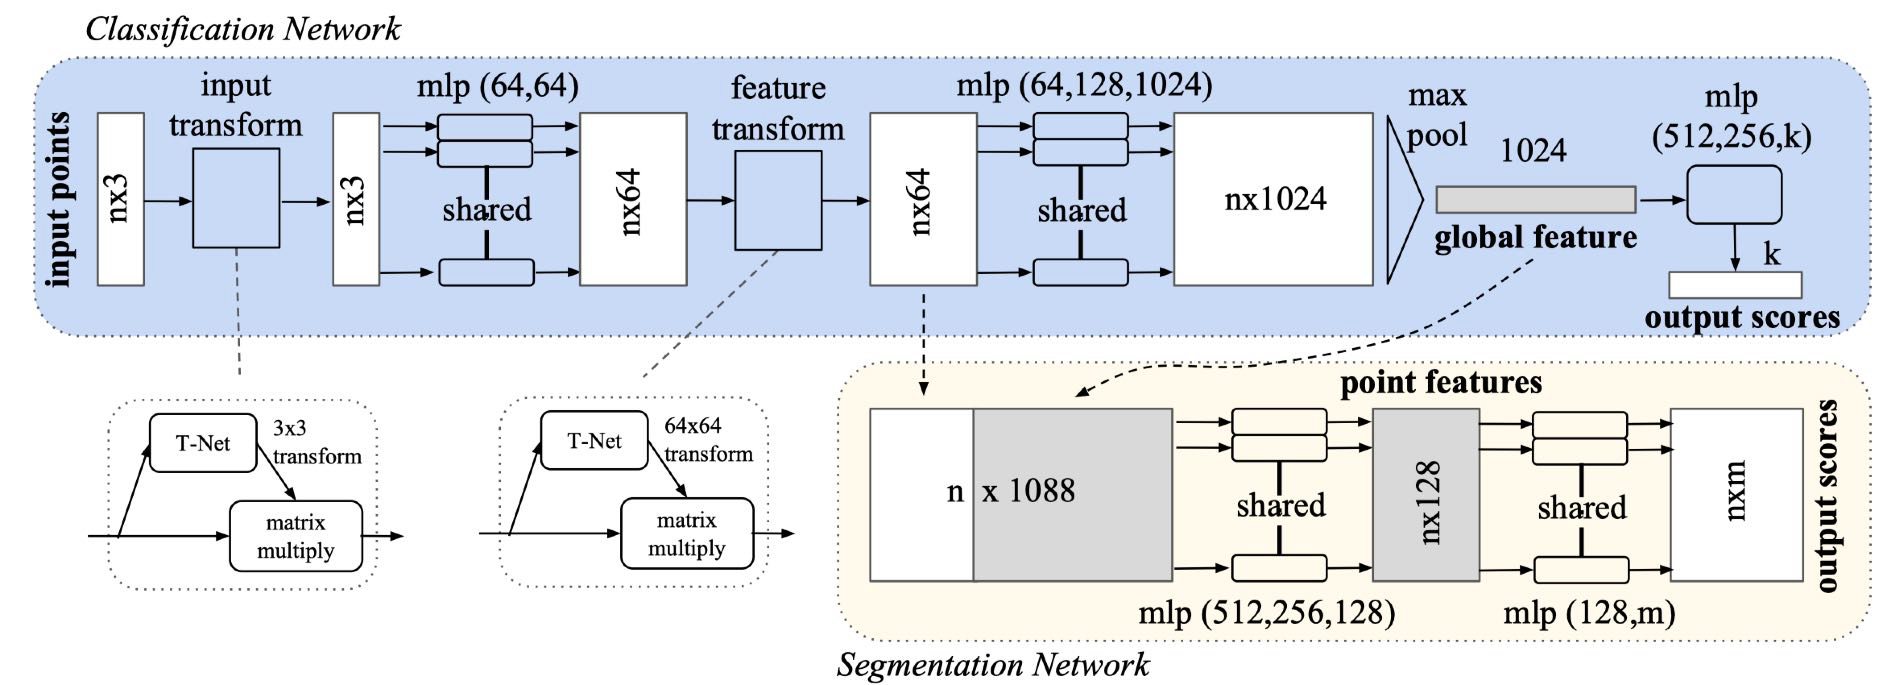 Classification Network
input points
nx3
input
transform
nx3
mlp (64,64)
shared
nx64
feature
transform
nx64
mlp (64,128,1024)
shared
nx1024
max
pool
1024
global feature
mlp
(512,256,k)
k
output scores
T-Net
3x3
transform
matrix
multiply
T-Net
64x64
transform
matrix
multiply
point features
n x 1088
shared
mlp (512,256,128)
nx128
shared
mlp (128,m)
nxm
output scores
Segmentation Network